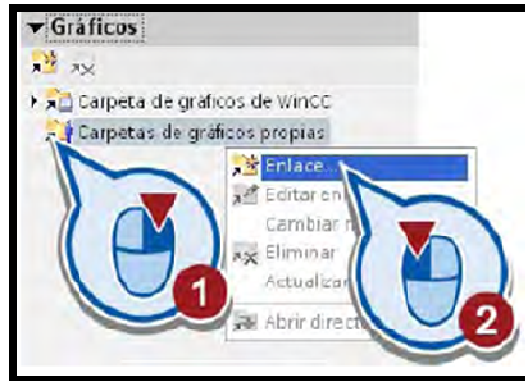 Gráficos
Carpeta de gráficos de WinCC
Carpetas de gráficos propias
Enlace...
Editar en
Cambiar
Eliminar
Actualizar
Abrir direct
1
2